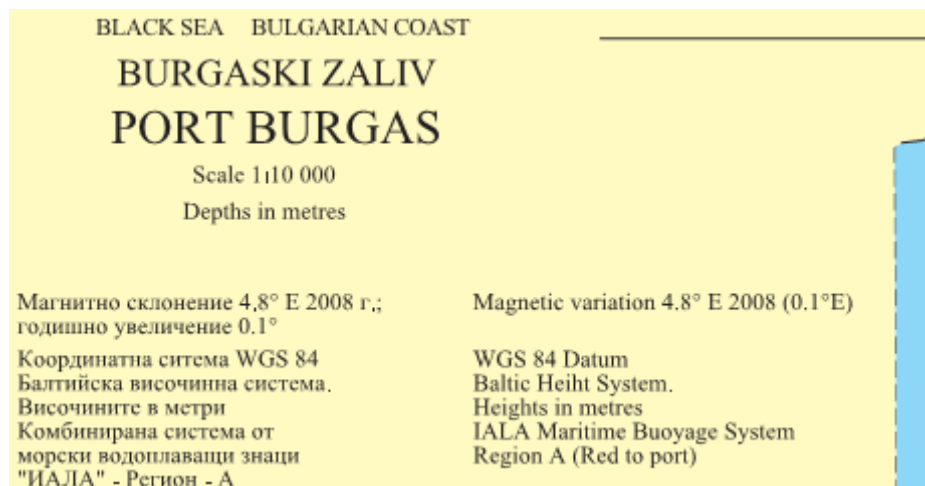 BLACK SEA BULGARIAN COAST
BURGASKI ZALIV
PORT BURGAS
Scale 1:10 000
Depths in metres
Магнитно склонение 4,8° E 2008 г.;
годишно увеличение 0.1°
Координатна ситема WGS 84
Балтийска височинна система.
Височините в метри
Комбинирана система от
морски водоплаващи знаци
"ИАЛА" - Регион - А
Magnetic variation 4.8° E 2008 (0.1°E)
WGS 84 Datum
Baltic Heiht System.
Heights in metres
IALA Maritime Buoyage System
Region A (Red to port)